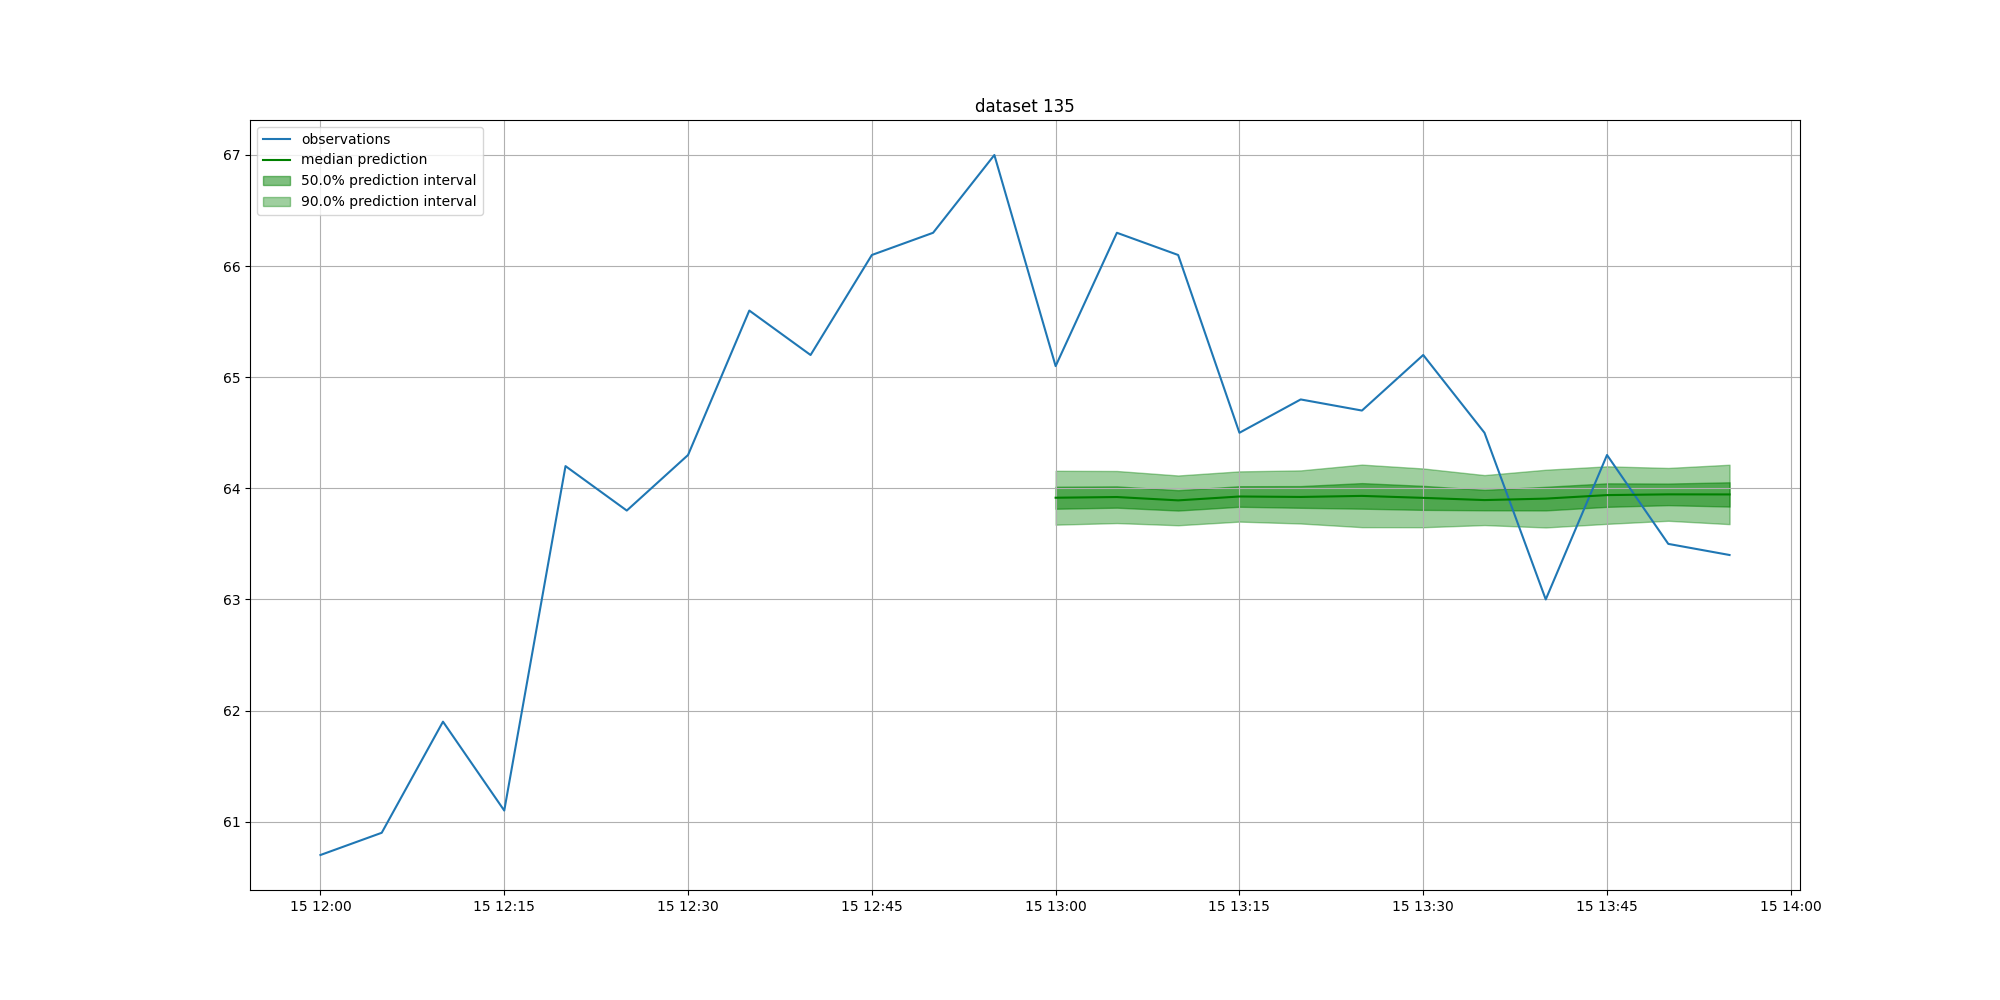 dataset 135
observations
median prediction
50.0% prediction interval
90.0% prediction interval
67
66
65
64
63
62
61
15 12:00 15 12:15 15 12:30 15 12:45 15 13:00 15 13:15 15 13:30 15 13:45 15 14:00